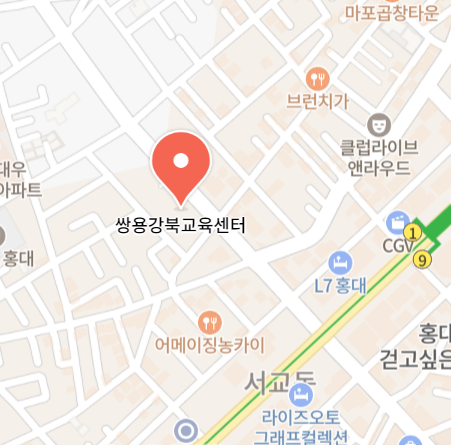 마포곱창타운
브런치가
클럽라이브
앤라우드
대우
아파트
쌍용강북교육센터
홍대
CGV
1
9
L7 홍대
어메이징농카이
홍대
걷고싶은
서교동
라이즈오토
그래프컬렉션